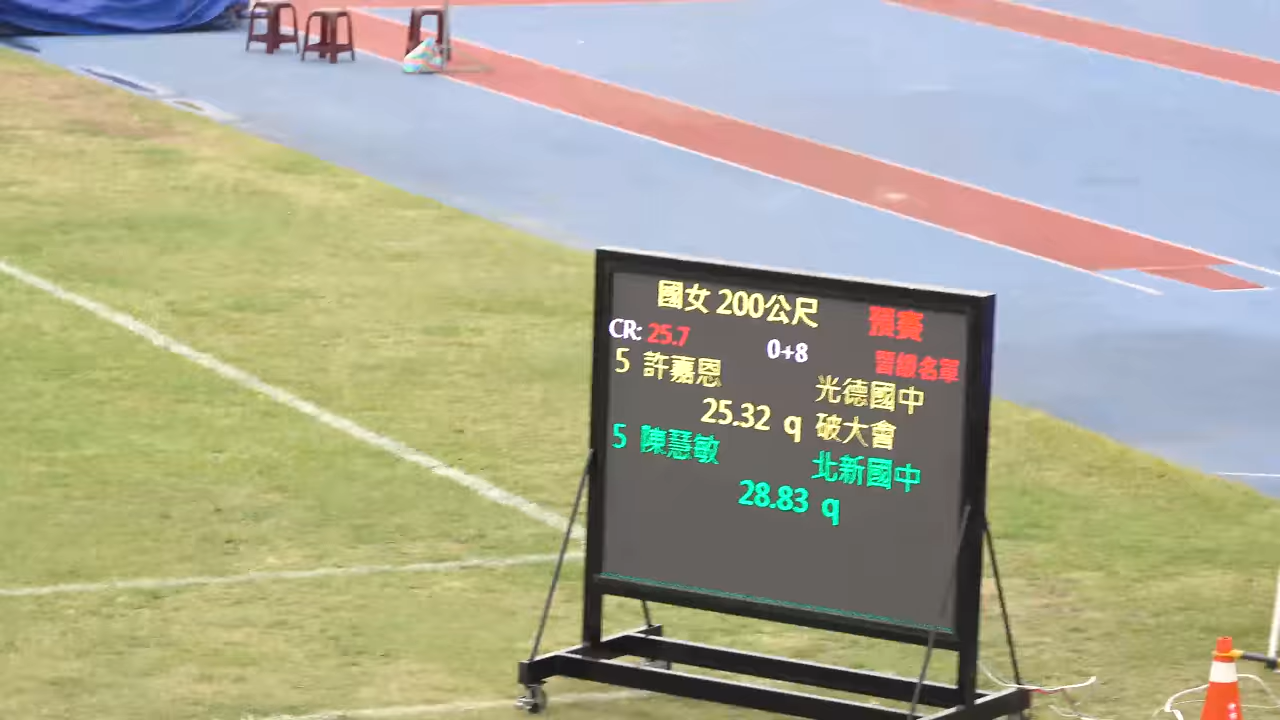 國女 200公尺 預賽
CR: 25.7 0+8 晉級名單
5 許嘉恩 光德國中
25.32 q 破大會
5 陳慧敏 北新國中
28.83 q